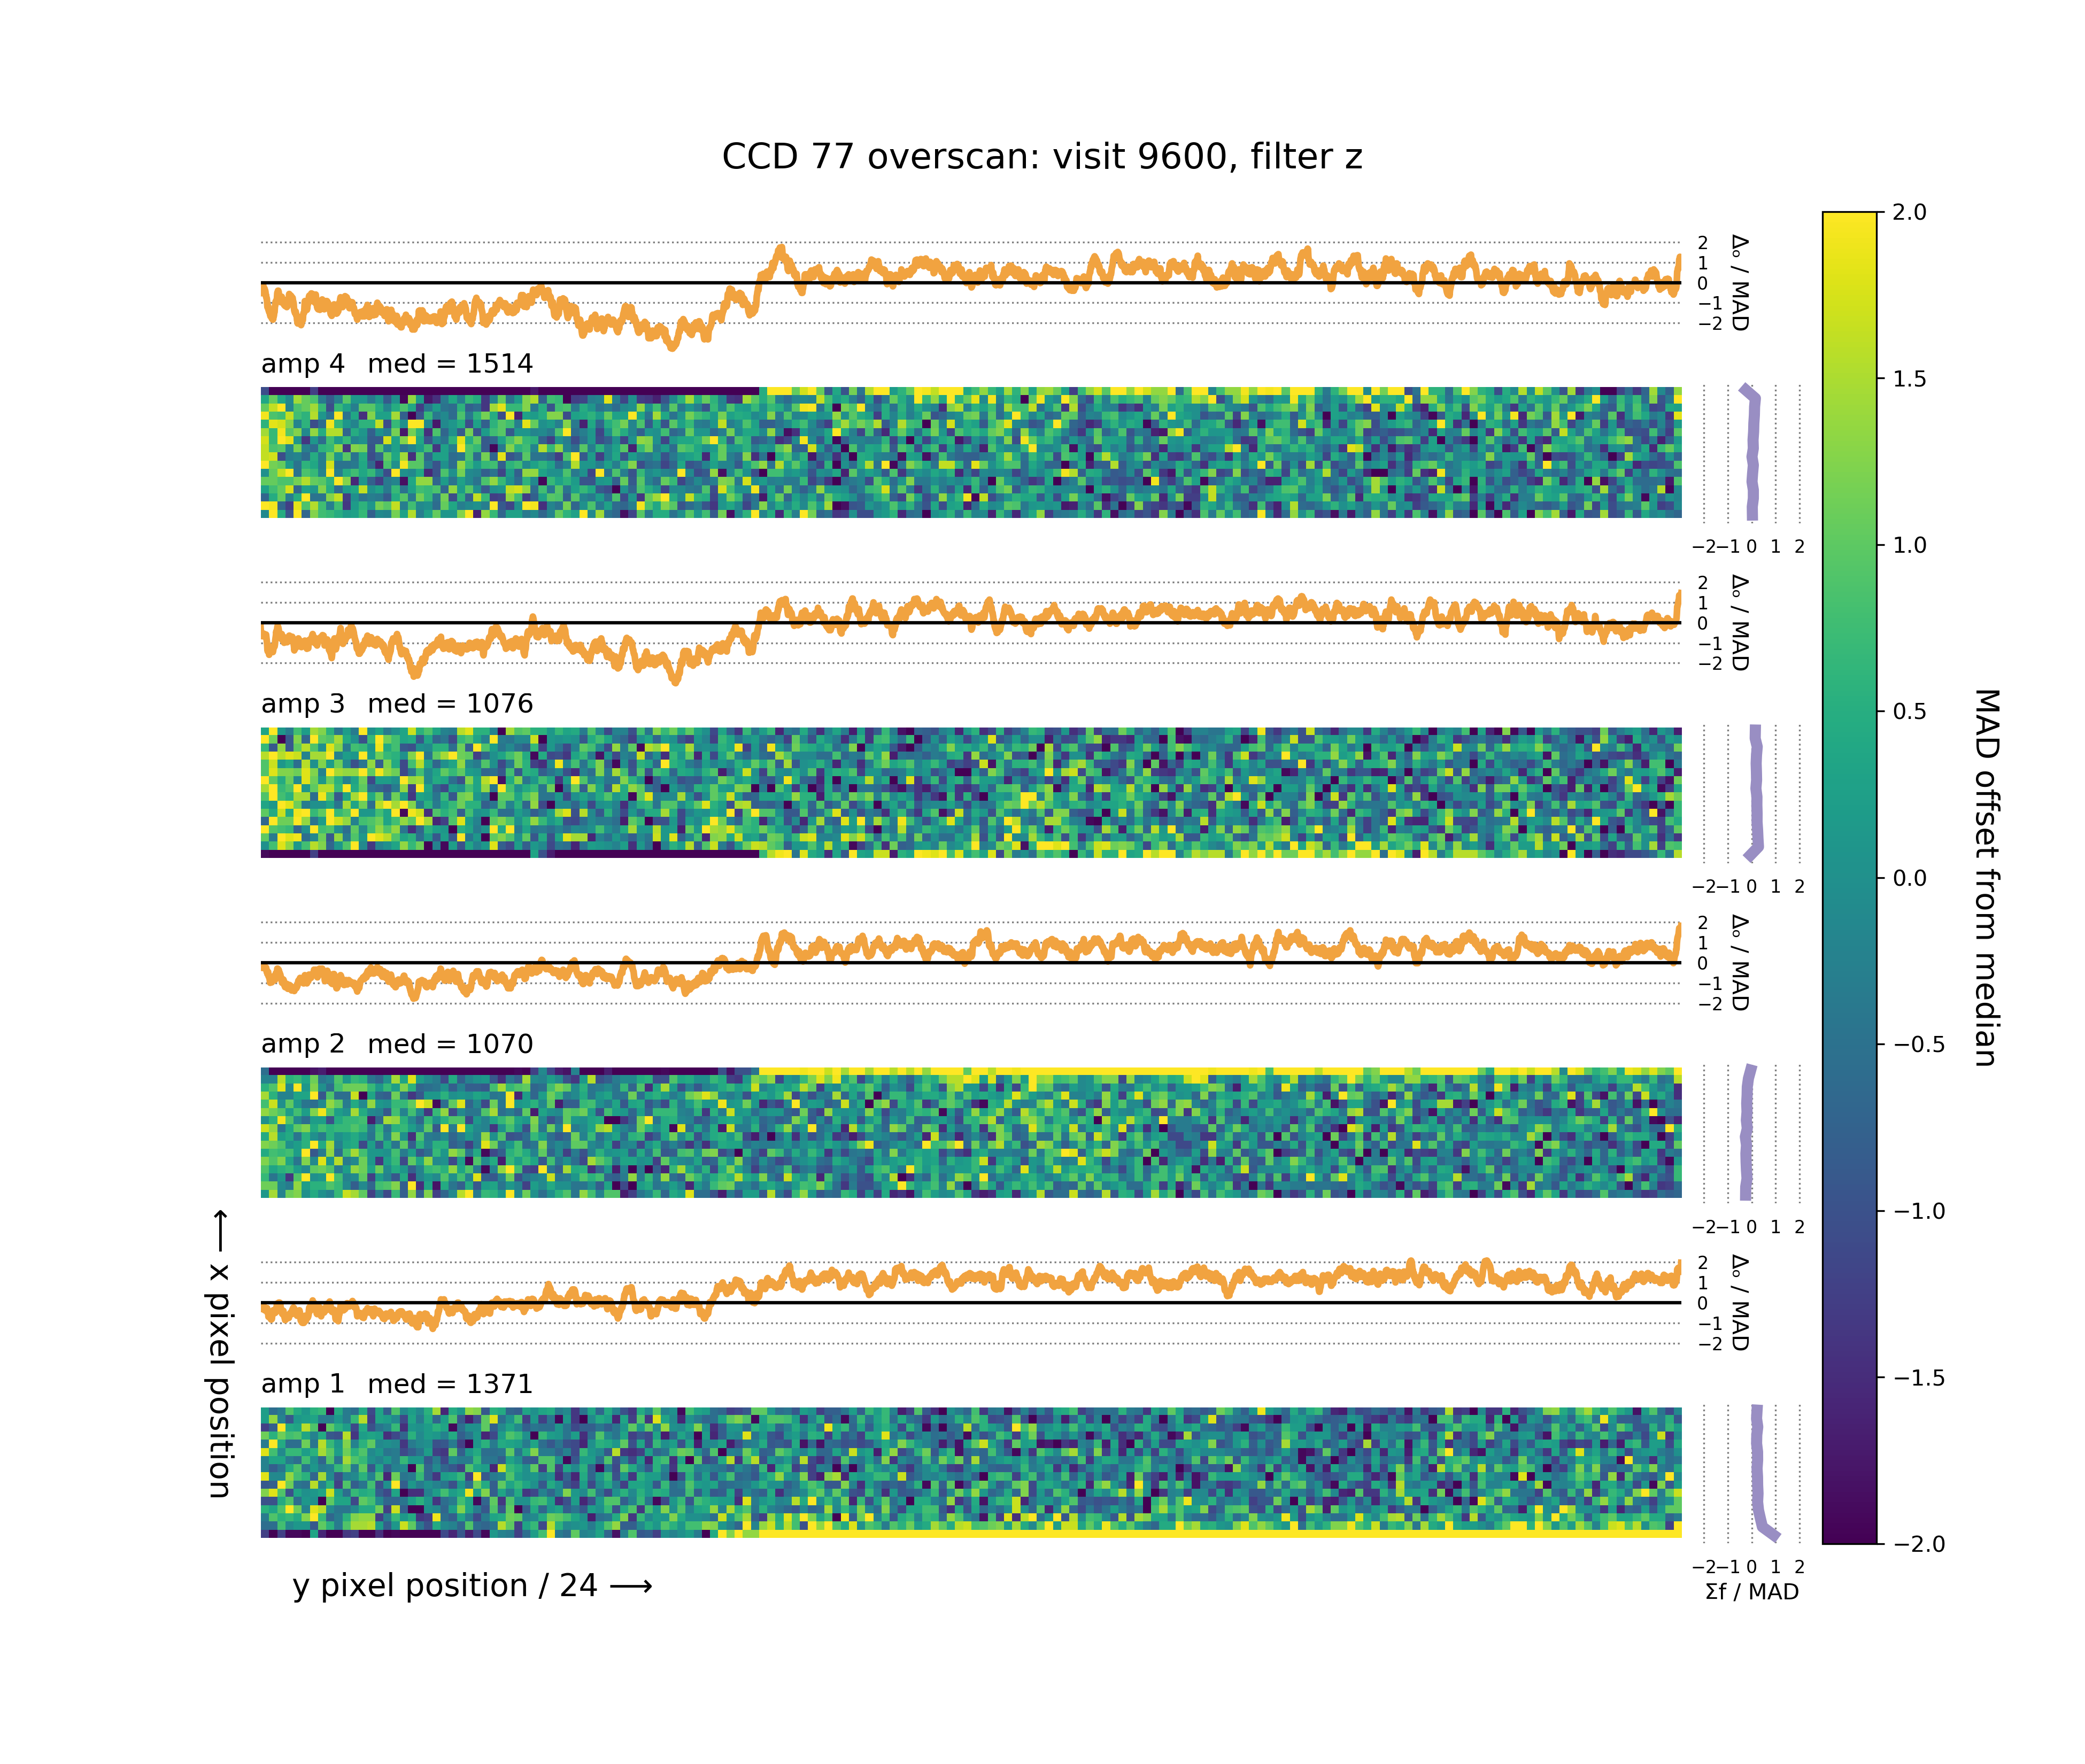 CCD 77 overscan: visit 9600, filter z
2
1
0
−1
−2
Δₒ / MAD
amp 4 med = 1514
−2 −1 0 1 2
2
1
0
−1
−2
Δₒ / MAD
amp 3 med = 1076
−2 −1 0 1 2
2
1
0
−1
−2
Δₒ / MAD
amp 2 med = 1070
−2 −1 0 1 2
2
1
0
−1
−2
Δₒ / MAD
amp 1 med = 1371
−2 −1 0 1 2
Σf / MAD
y pixel position / 24 ⟶
⟵ x pixel position
2.0
1.5
1.0
0.5
0.0
−0.5
−1.0
−1.5
−2.0
MAD offset from median